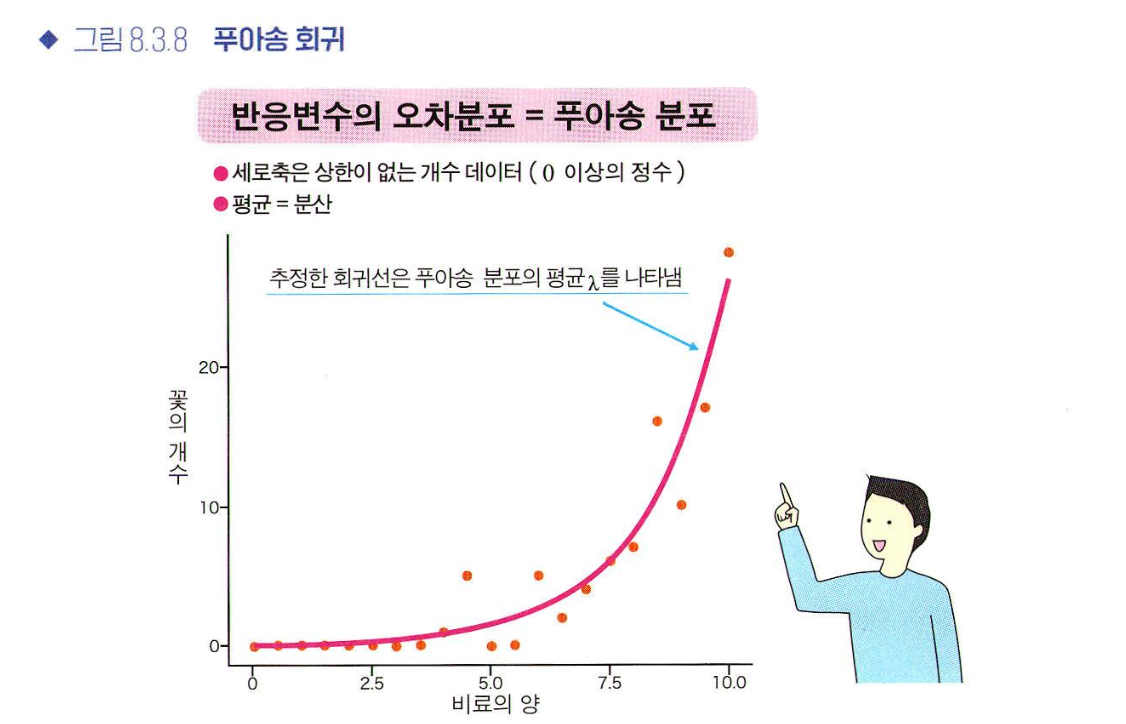 ◆ 그림 8.3.8 푸아송 회귀
반응변수의 오차분포 = 푸아송 분포
● 세로축은 상한이 없는 개수 데이터 ( 0 이상의 정수 )
● 평균 = 분산
추정한 회귀선은 푸아송 분포의 평균 λ를 나타냄
꽃의 개수
20
10
0
0 2.5 5.0 7.5 10.0
비료의 양